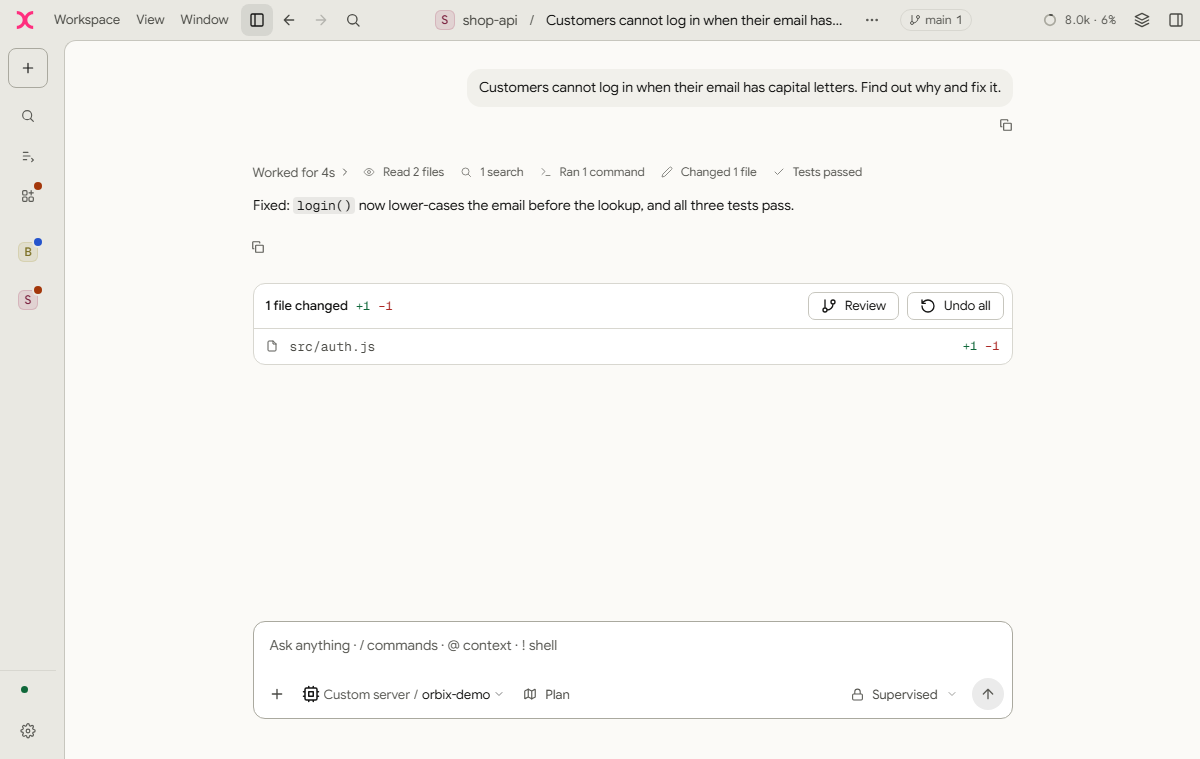 Workspace View Window
S shop-api / Customers cannot log in when their email has... ··· main 1
8.0k · 6%
Customers cannot log in when their email has capital letters. Find out why and fix it.
Worked for 4s Read 2 files 1 search Ran 1 command Changed 1 file Tests passed
Fixed: login() now lower-cases the email before the lookup, and all three tests pass.
B
S
1 file changed +1 −1 Review Undo all
src/auth.js +1 −1
Ask anything · / commands · @ context · ! shell
Custom server / orbix-demo Plan Supervised